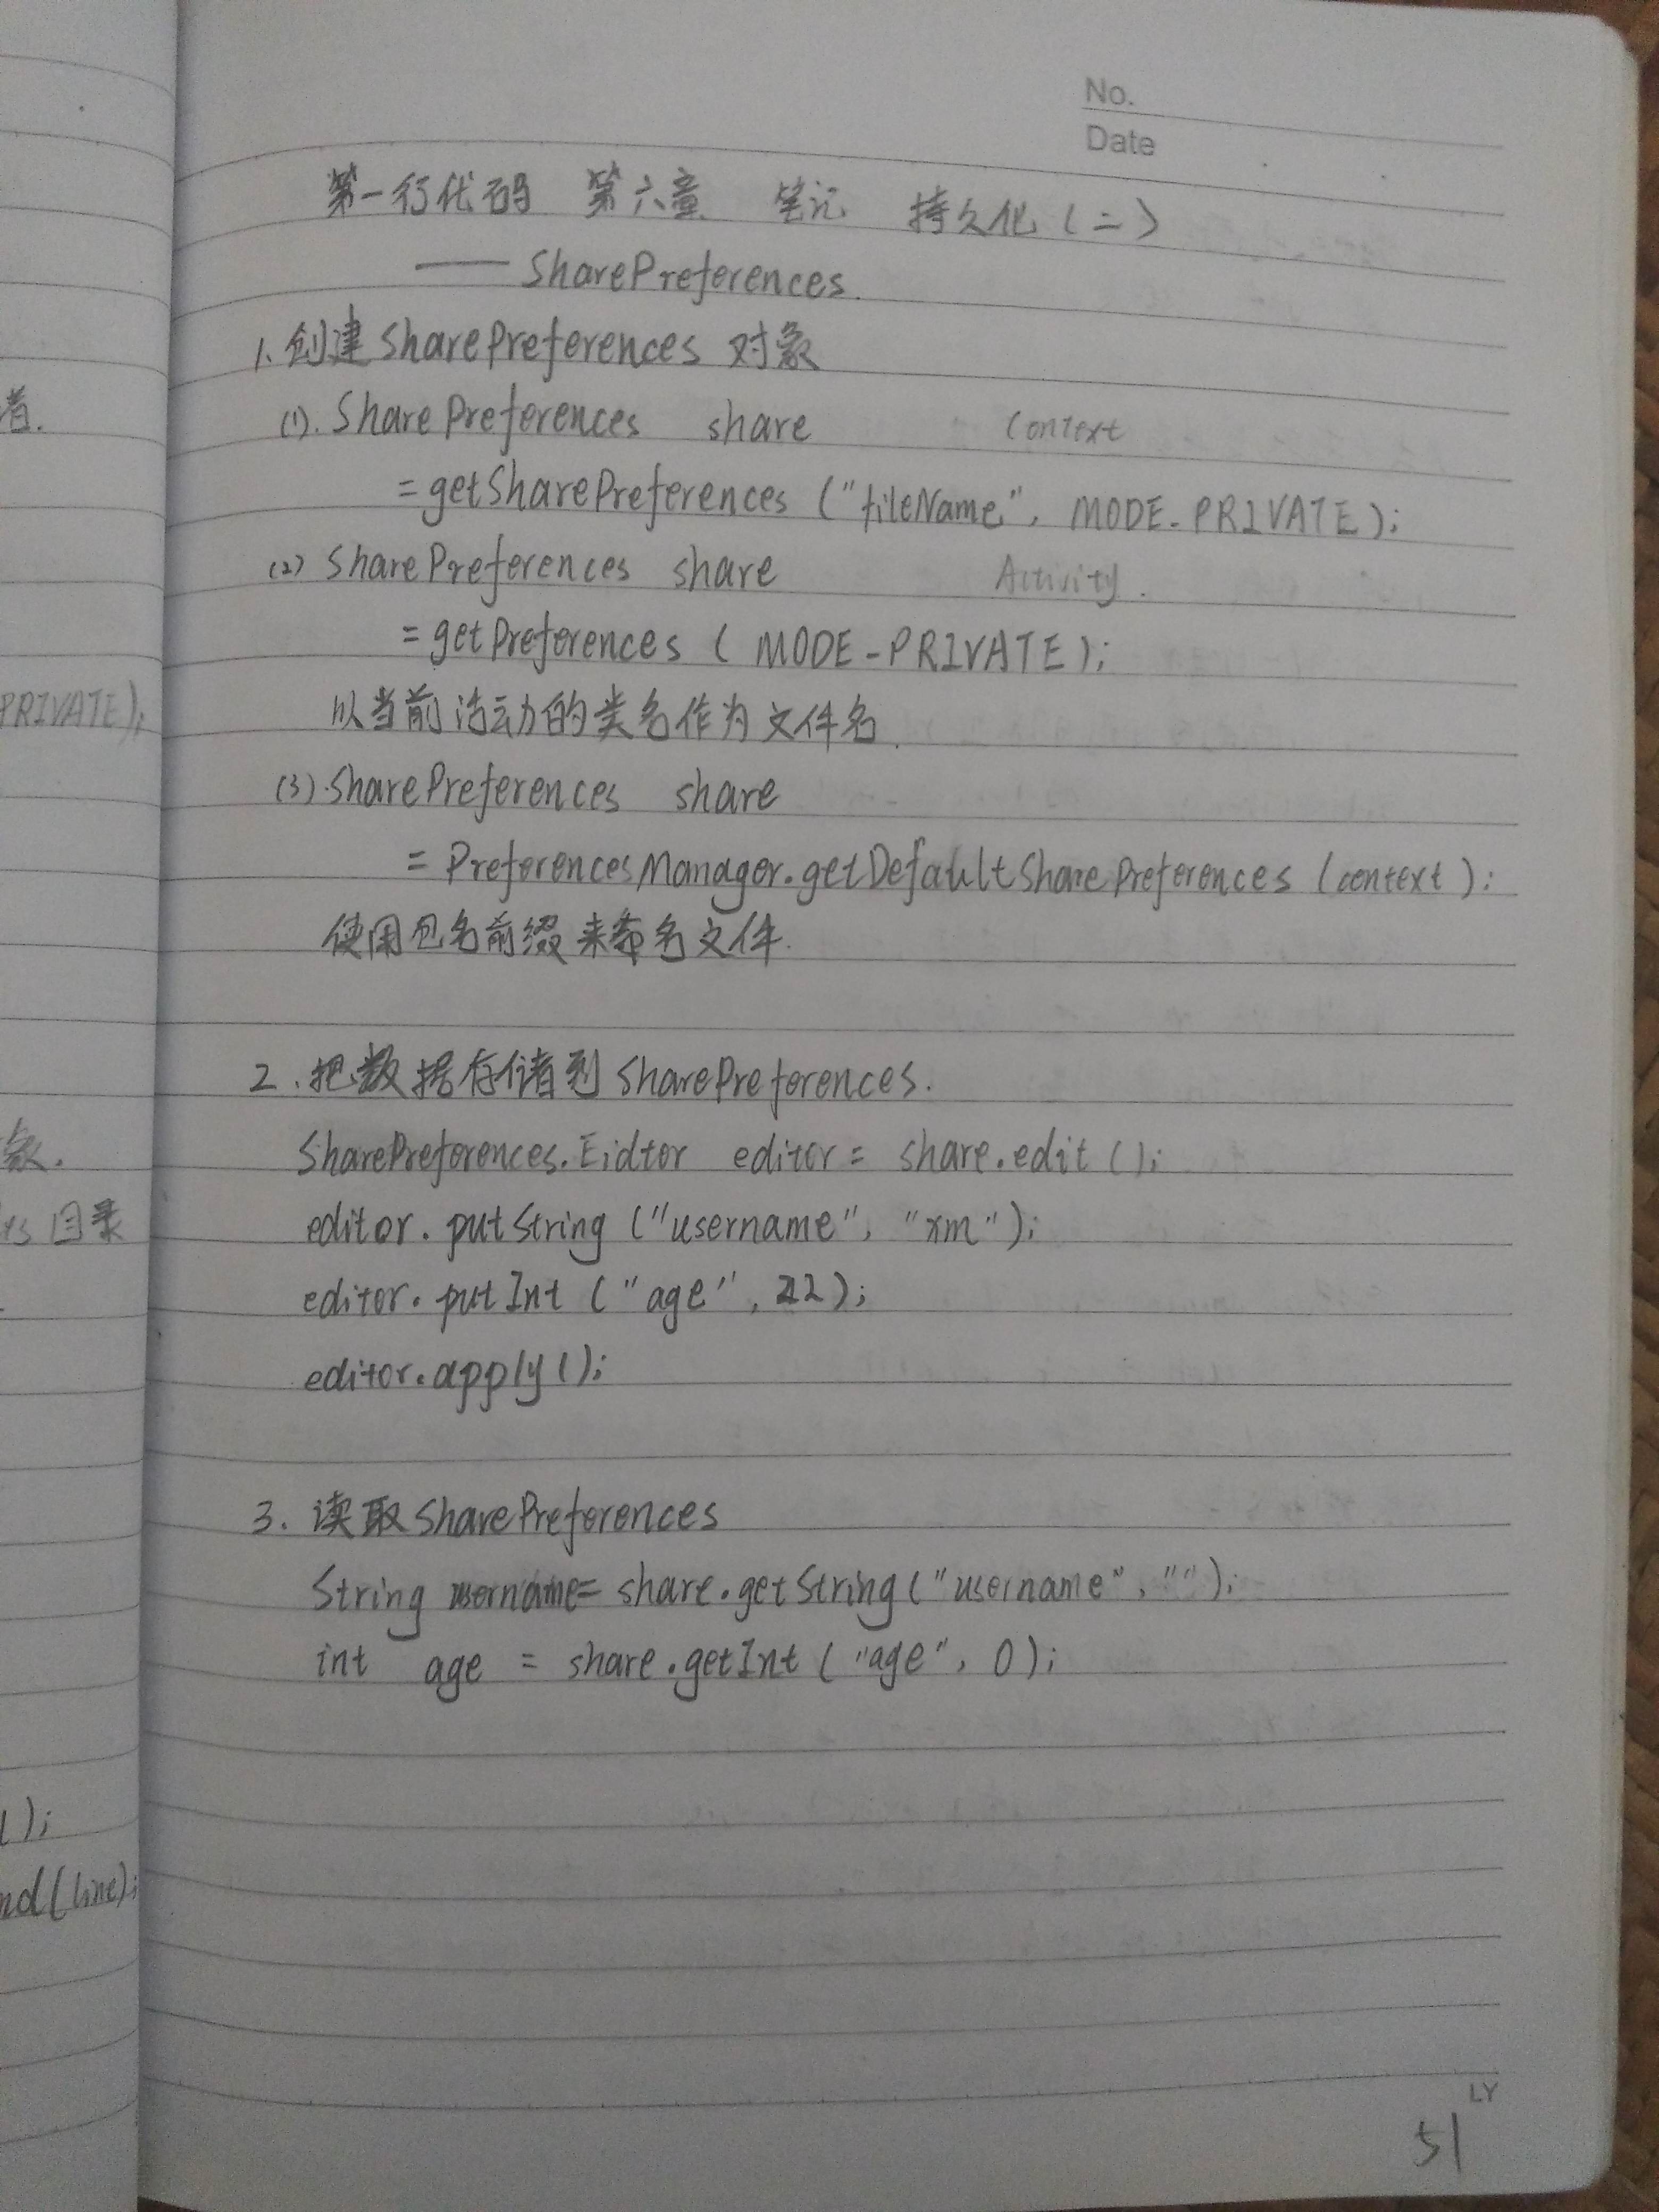 No.
Date
第一行代码 第六章 笔记 持久化(二)
—— SharePreferences.
1、创建SharePreferences 对象
(1). SharePreferences share Context
= getSharePreferences ("fileName", MODE_PRIVATE);
(2) SharePreferences share Activity.
= getPreferences ( MODE_PRIVATE);
以当前活动的类名作为文件名.
(3).SharePreferences share
= PreferencesManager.getDefaultSharePreferences (context);
使用包名前缀来命名文件.
2、把数据存储到SharePreferences.
SharePreferences.Eidtor editor = share.edit();
editor.putString ("username", "xm");
editor.putInt ("age", 22);
editor.apply();
3. 读取SharePreferences
String username= share.getString("username", "");
int age = share.getInt ("age", 0);
LY
51
者.
PRIVATE);
象.
ts目录
();
nd(line);